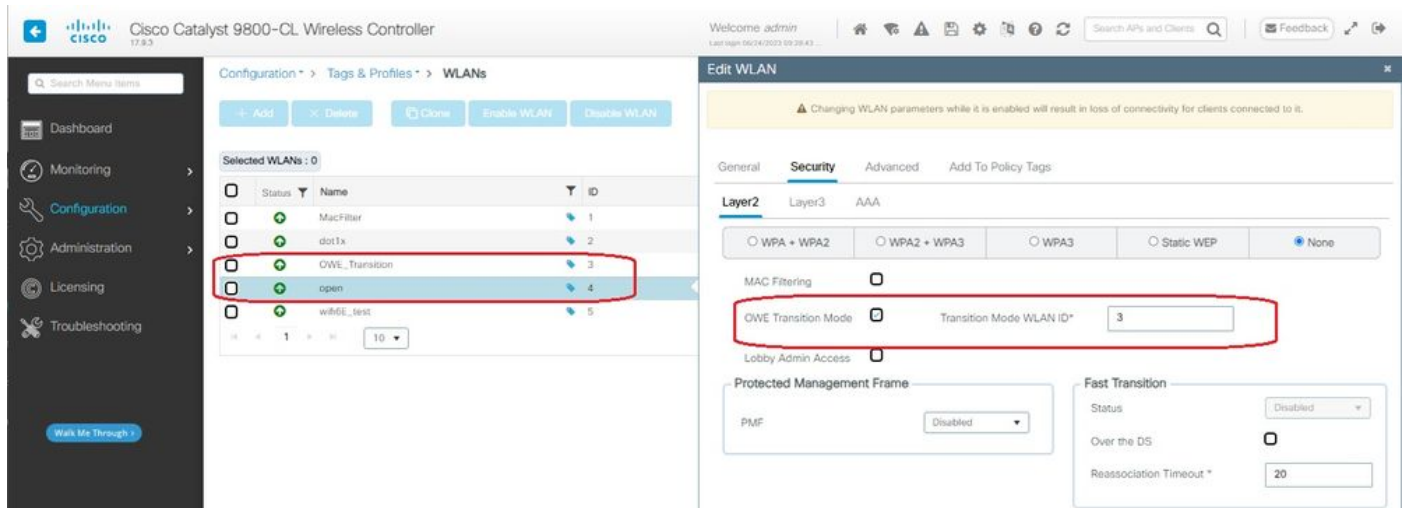 CISCO
Cisco Catalyst 9800-CL Wireless Controller
17.9.3
Welcome admin
Search APs and Clients
Feedback
Search Menu Items
Dashboard
Monitoring
Configuration
Administration
Licensing
Troubleshooting
Walk Me Through >
Configuration > Tags & Profiles > WLANs
+ Add
× Delete
Clone
Enable WLAN
Disable WLAN
Selected WLANs : 0
Status Name ID
MacFilter 1
dot1x 2
OWE_Transition 3
open 4
wifi6E_test 5
1 10
Edit WLAN ×
Changing WLAN parameters while it is enabled will result in loss of connectivity for clients connected to it.
General Security Advanced Add To Policy Tags
Layer2 Layer3 AAA
WPA + WPA2 WPA2 + WPA3 WPA3 Static WEP None
MAC Filtering
OWE Transition Mode Transition Mode WLAN ID* 3
Lobby Admin Access
Protected Management Frame
PMF Disabled
Fast Transition
Status Disabled
Over the DS
Reassociation Timeout * 20